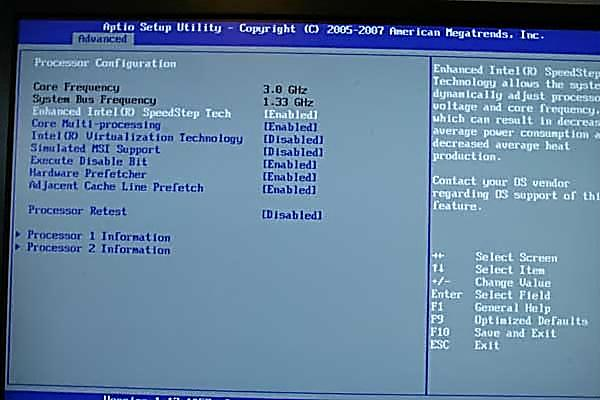 Aptio Setup Utility - Copyright (C) 2005-2007 American Megatrends, Inc.
Advanced
Processor Configuration
Core Frequency 3.0 GHz
System Bus Frequency 1.33 GHz
Enhanced Intel(R) SpeedStep Tech [Enabled]
Core Multi-processing [Enabled]
Intel(R) Virtualization Technology [Disabled]
Simulated MSI Support [Disabled]
Execute Disable Bit [Enabled]
Hardware Prefetcher [Enabled]
Adjacent Cache Line Prefetch [Enabled]
Processor Retest [Disabled]
Processor 1 Information
Processor 2 Information
Enhanced Intel(R) SpeedStep
Technology allows the syste
dynamically adjust processo
voltage and core frequency,
which can result in decreas
average power consumption a
decreased average heat
production.
Contact your OS vendor
regarding OS support of thi
feature.
Select Screen
↑↓ Select Item
+/- Change Value
Enter Select Field
F1 General Help
F9 Optimized Defaults
F10 Save and Exit
ESC Exit
Version